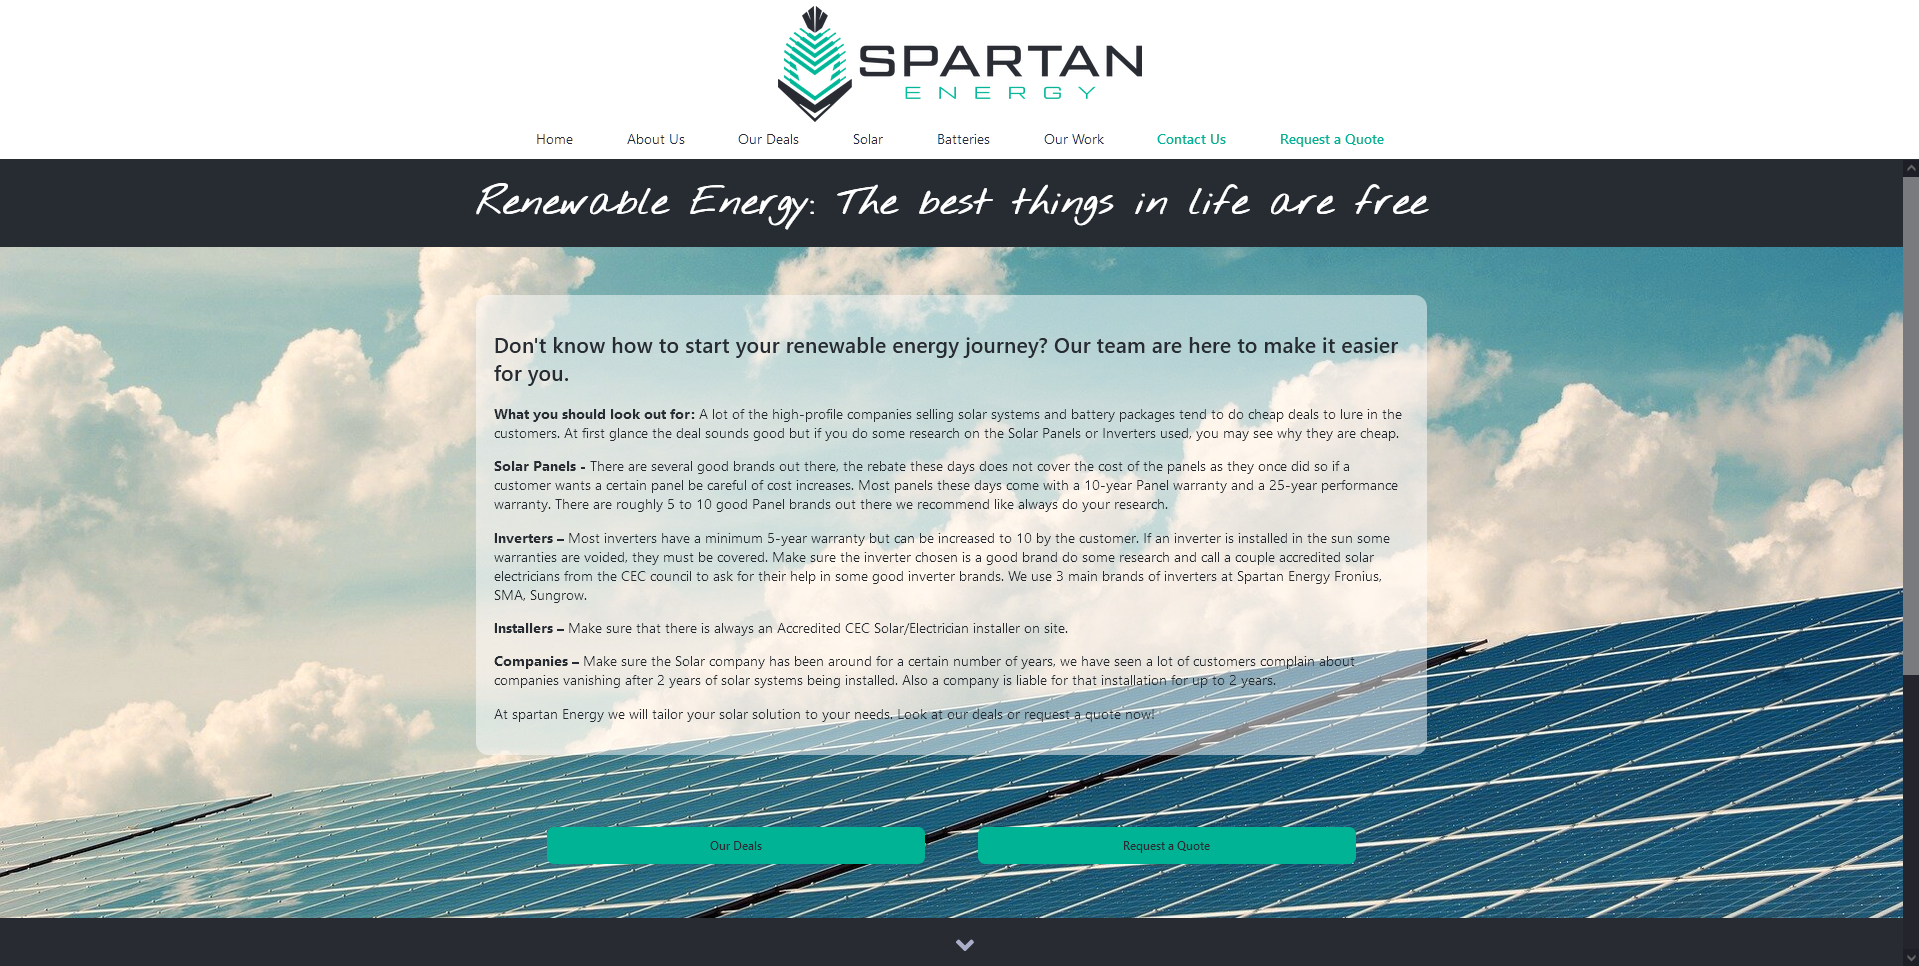 SPARTAN
ENERGY
Home About Us Our Deals Solar Batteries Our Work Contact Us Request a Quote
Renewable Energy: The best things in life are free
Don't know how to start your renewable energy journey? Our team are here to make it easier
for you.
What you should look out for: A lot of the high-profile companies selling solar systems and battery packages tend to do cheap deals to lure in the
customers. At first glance the deal sounds good but if you do some research on the Solar Panels or Inverters used, you may see why they are cheap.
Solar Panels - There are several good brands out there, the rebate these days does not cover the cost of the panels as they once did so if a
customer wants a certain panel be careful of cost increases. Most panels these days come with a 10-year Panel warranty and a 25-year performance
warranty. There are roughly 5 to 10 good Panel brands out there we recommend like always do your research.
Inverters – Most inverters have a minimum 5-year warranty but can be increased to 10 by the customer. If an inverter is installed in the sun some
warranties are voided, they must be covered. Make sure the inverter chosen is a good brand do some research and call a couple accredited solar
electricians from the CEC council to ask for their help in some good inverter brands. We use 3 main brands of inverters at Spartan Energy Fronius,
SMA, Sungrow.
Installers – Make sure that there is always an Accredited CEC Solar/Electrician installer on site.
Companies – Make sure the Solar company has been around for a certain number of years, we have seen a lot of customers complain about
companies vanishing after 2 years of solar systems being installed. Also a company is liable for that installation for up to 2 years.
At spartan Energy we will tailor your solar solution to your needs. Look at our deals or request a quote now!
Our Deals Request a Quote